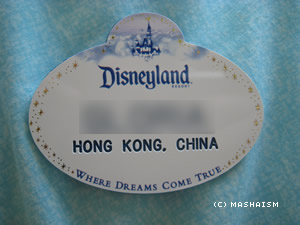 Disneyland
RESORT
HONG KONG, CHINA
WHERE DREAMS COME TRUE
(C) MASHAISM